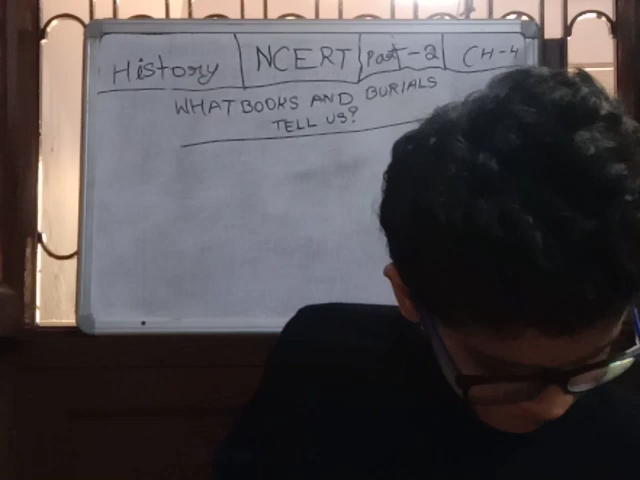 History | NCERT | Part-2 | CH-4
WHAT BOOKS AND BURIALS
TELL US?